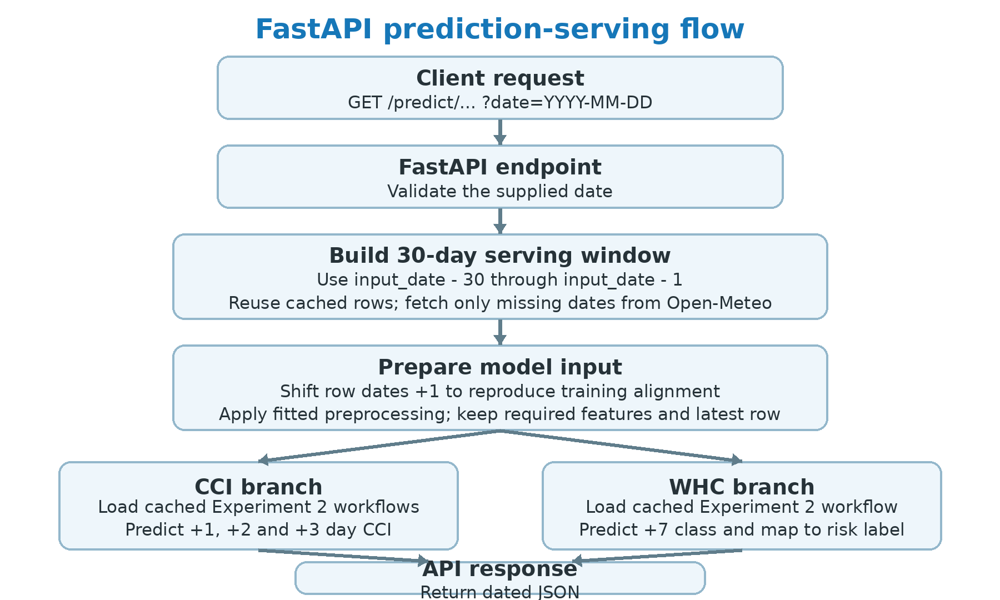 FastAPI prediction-serving flow
Client request
GET /predict/... ?date=YYYY-MM-DD
FastAPI endpoint
Validate the supplied date
Build 30-day serving window
Use input_date - 30 through input_date - 1
Reuse cached rows; fetch only missing dates from Open-Meteo
Prepare model input
Shift row dates +1 to reproduce training alignment
Apply fitted preprocessing; keep required features and latest row
CCI branch
Load cached Experiment 2 workflows
Predict +1, +2 and +3 day CCI
WHC branch
Load cached Experiment 2 workflow
Predict +7 class and map to risk label
API response
Return dated JSON